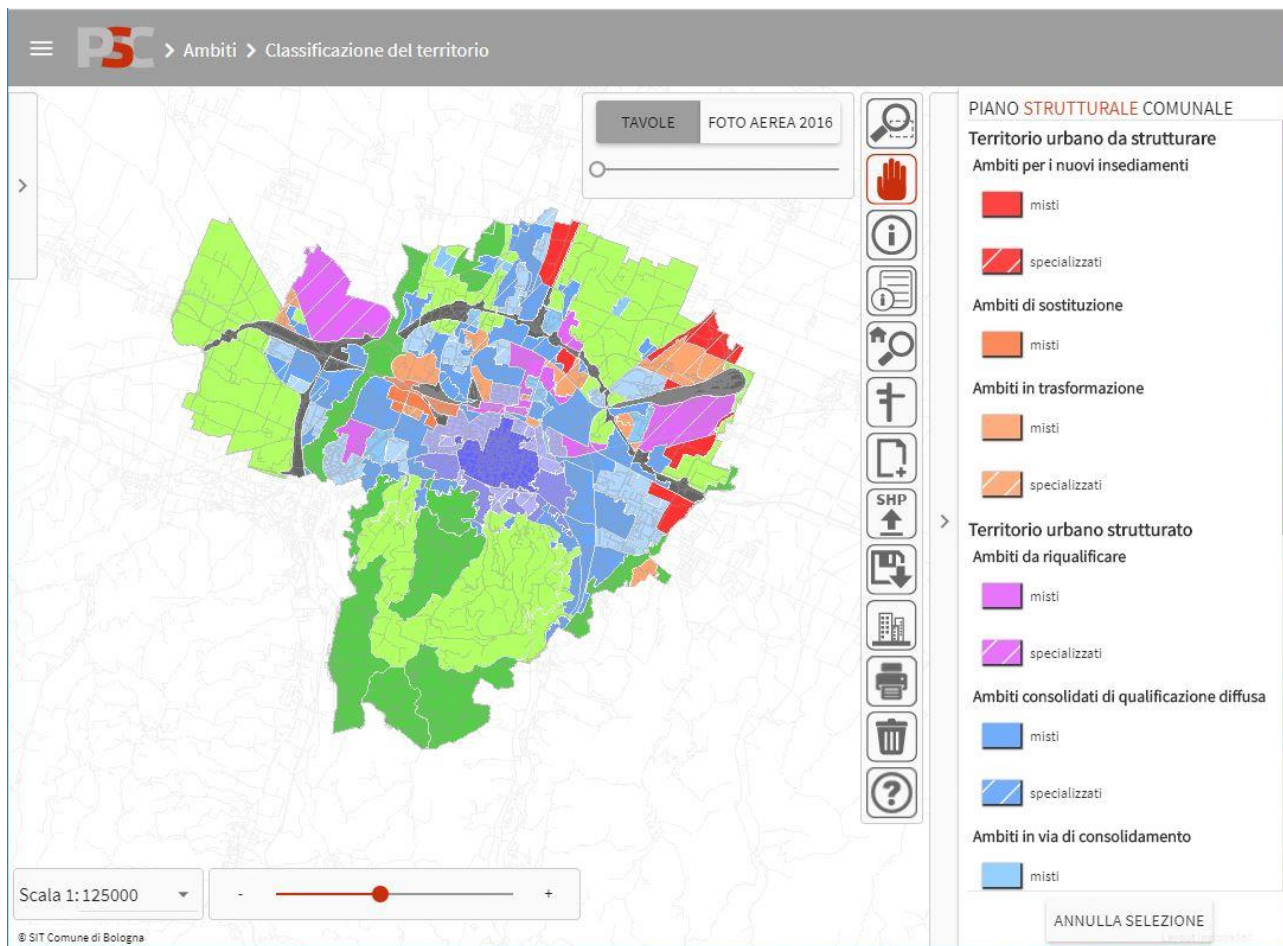 PSC > Ambiti > Classificazione del territorio
TAVOLE FOTO AEREA 2016
PIANO STRUTTURALE COMUNALE
Territorio urbano da strutturare
Ambiti per i nuovi insediamenti
misti
specializzati
Ambiti di sostituzione
misti
Ambiti in trasformazione
misti
specializzati
SHP
Territorio urbano strutturato
Ambiti da riqualificare
misti
specializzati
Ambiti consolidati di qualificazione diffusa
misti
specializzati
Ambiti in via di consolidamento
misti
Scala 1: 125000
- +
ANNULLA SELEZIONE
© SIT Comune di Bologna